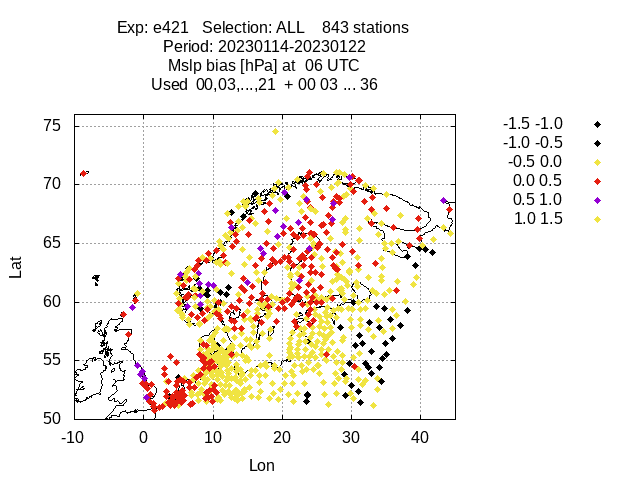 Exp: e421 Selection: ALL 843 stations
Period: 20230114-20230122
Mslp bias [hPa] at 06 UTC
Used 00,03,...,21 + 00 03 ... 36
-1.5 -1.0
-1.0 -0.5
-0.5 0.0
0.0 0.5
0.5 1.0
1.0 1.5
75
70
65
60
55
50
Lat
-10 0 10 20 30 40
Lon